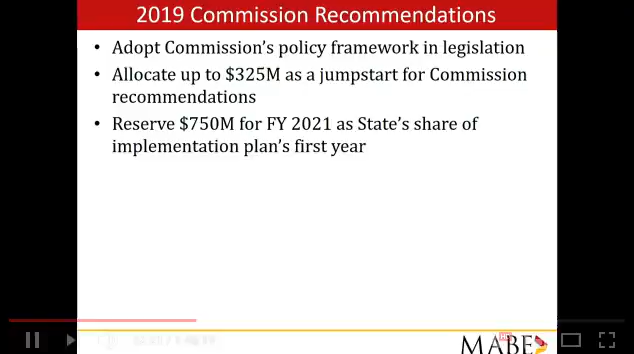 2019 Commission Recommendations
• Adopt Commission's policy framework in legislation
• Allocate up to $325M as a jumpstart for Commission
recommendations
• Reserve $750M for FY 2021 as State's share of
implementation plan's first year
MABE